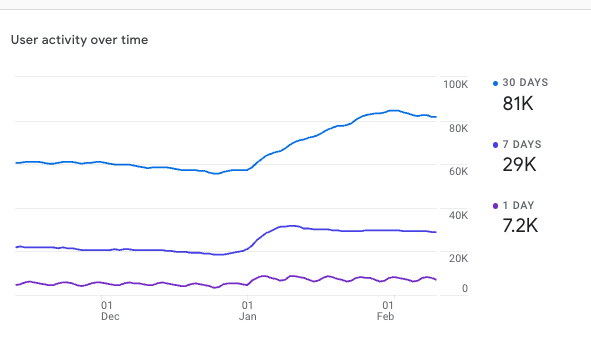 User activity over time
100K
80K
60K
40K
20K
0
01
Dec
01
Jan
01
Feb
30 DAYS
81K
7 DAYS
29K
1 DAY
7.2K